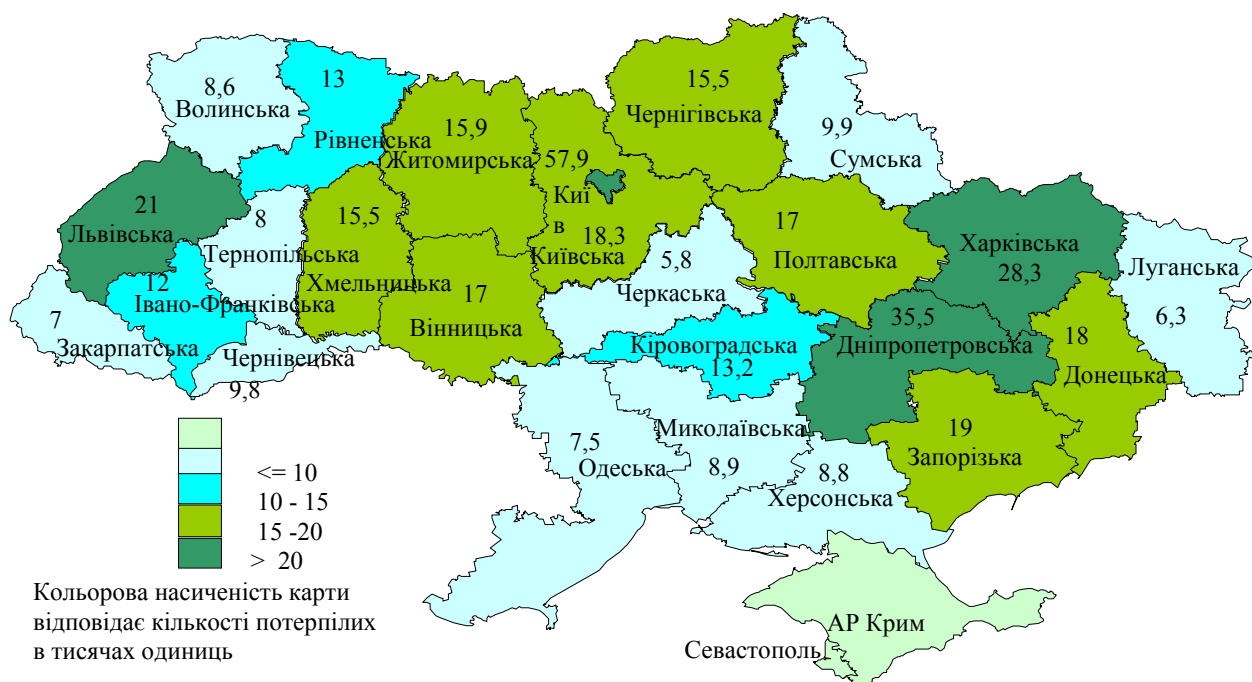 8,6
Волинська
13
Рівненська
15,9
Житомирська
57,9
Киї
в
18,3
Київська
15,5
Чернігівська
9,9
Сумська
21
Львівська
8
Тернопільська
15,5
Хмельницька
17
Вінницька
5,8
Черкаська
17
Полтавська
Харківська
28,3
Луганська
6,3
12
Івано-Франківська
7
Закарпатська
Чернівецька
9,8
Кіровоградська
13,2
35,5
Дніпропетровська
18
Донецька
7,5
Одеська
Миколаївська
8,9
8,8
Херсонська
19
Запорізька
АР Крим
Севастополь
<= 10
10 - 15
15 -20
> 20
Кольорова насиченість карти
відповідає кількості потерпілих
в тисячах одиниць